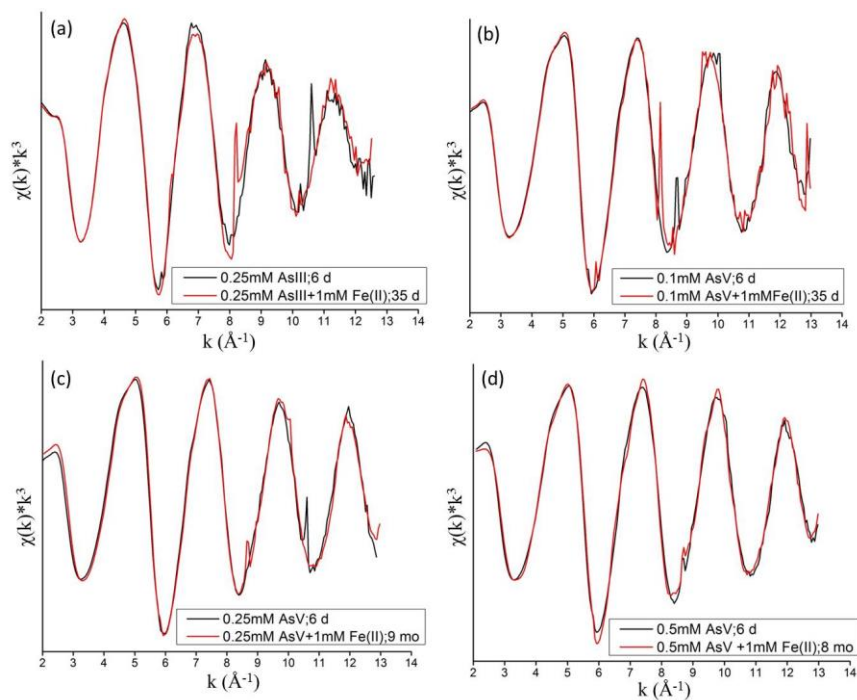 (a)
χ(k)*k³
0.25mM AsIII;6 d
0.25mM AsIII+1mM Fe(II);35 d
2 3 4 5 6 7 8 9 10 11 12 13 14
k (Å⁻¹)
(b)
χ(k)*k³
0.1mM AsV;6 d
0.1mM AsV+1mMFe(II);35 d
2 3 4 5 6 7 8 9 10 11 12 13 14
k (Å⁻¹)
(c)
χ(k)*k³
0.25mM AsV;6 d
0.25mM AsV+1mM Fe(II);9 mo
2 3 4 5 6 7 8 9 10 11 12 13 14
k (Å⁻¹)
(d)
χ(k)*k³
0.5mM AsV;6 d
0.5mM AsV +1mM Fe(II);8 mo
2 3 4 5 6 7 8 9 10 11 12 13 14
k (Å⁻¹)